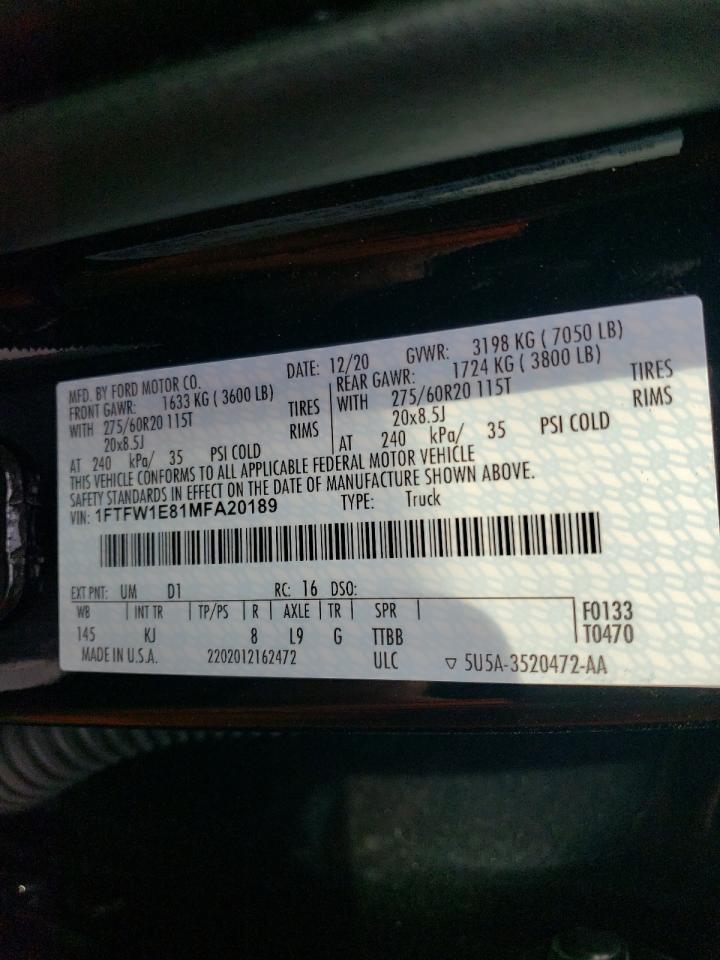 MFD. BY FORD MOTOR CO. DATE: 12/20 GVWR: 3198 KG ( 7050 LB)
FRONT GAWR: 1633 KG ( 3600 LB) REAR GAWR: 1724 KG ( 3800 LB)
WITH 275/60R20 115T TIRES WITH 275/60R20 115T TIRES
20x8.5J RIMS 20x8.5J RIMS
AT 240 kPa/ 35 PSI COLD AT 240 kPa/ 35 PSI COLD
THIS VEHICLE CONFORMS TO ALL APPLICABLE FEDERAL MOTOR VEHICLE
SAFETY STANDARDS IN EFFECT ON THE DATE OF MANUFACTURE SHOWN ABOVE.
VIN: 1FTFW1E81MFA20189 TYPE: Truck
EXT PNT: UM D1 RC: 16 DSO:
WB INT TR TP/PS R AXLE TR SPR F0133
145 KJ 8 L9 G TTBB T0470
MADE IN U.S.A. 2202012162472 ULC ▽ 5U5A-3520472-AA